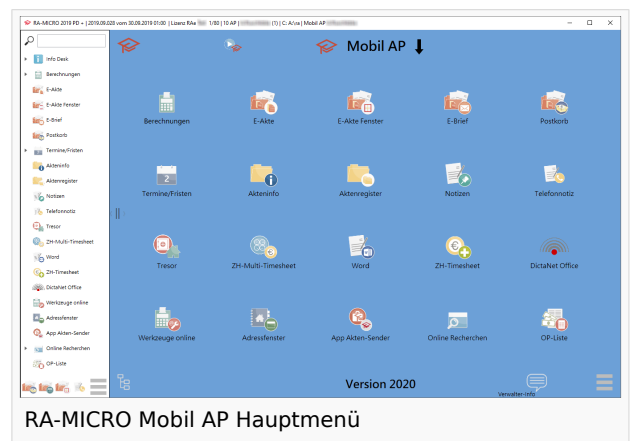 RA-MICRO 2019 PD + | 2019.09.028 vom 30.09.2019 01:00 | Lizenz RAe 1/80 | 10 AP | (1) | C: A:\ra | Mobil AP
Mobil AP
Info Desk
Berechnungen
E-Akte
E-Akte Fenster
E-Brief
Postkorb
Termine/Fristen
Akteninfo
Aktenregister
Notizen
Telefonnotiz
Tresor
ZH-Multi-Timesheet
Word
ZH-Timesheet
DictaNet Office
Werkzeuge online
Adressfenster
App Akten-Sender
Online Recherchen
OP-Liste
Berechnungen
E-Akte
E-Akte Fenster
E-Brief
Postkorb
2
Termine/Fristen
Akteninfo
Aktenregister
Notizen
Telefonnotiz
Tresor
ZH-Multi-Timesheet
Word
ZH-Timesheet
DictaNet Office
Werkzeuge online
Adressfenster
App Akten-Sender
Online Recherchen
OP-Liste
Version 2020
Verwalter-Info
RA-MICRO Mobil AP Hauptmenü